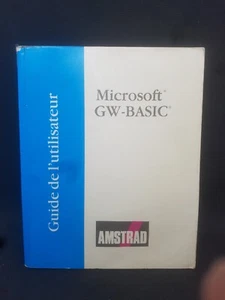 Microsoft®
GW-BASIC®
Guide de l'utilisateur
AMSTRAD